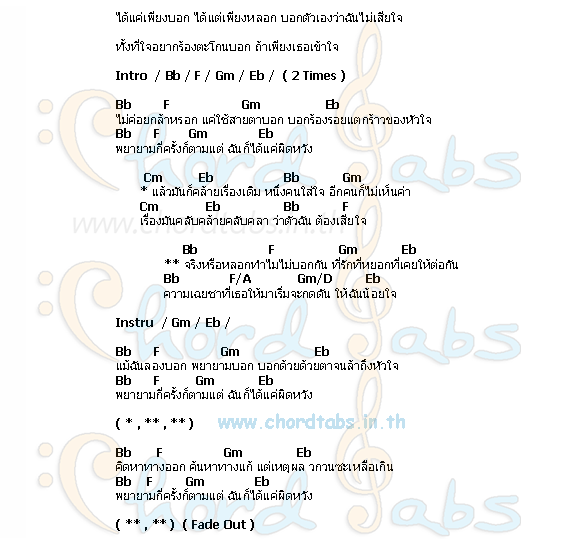 ได้แค่เพียงบอก ได้แต่เพียงหลอก บอกตัวเองว่าฉันไม่เสียใจ
ทั้งที่ใจอยากร้องตะโกนบอก ถ้าเพียงเธอเข้าใจ
Intro / Bb / F / Gm / Eb / ( 2 Times )
Bb F Gm Eb
ไม่ค่อยกล้าหรอก แค่ใช้สายตาบอก บอกร้องรอยแตกร้าวของหัวใจ
Bb F Gm Eb
พยายามกี่ครั้งก็ตามแต่ ฉันก็ได้แค่ผิดหวัง
Cm Eb Bb Gm
* แล้วมันก็คล้ายเรื่องเดิม หนึ่งคนใส่ใจ อีกคนก็ไม่เห็นค่า
Cm Eb Bb F
เรื่องมันคลับคล้ายคลับคลา ว่าตัวฉัน ต้องเสียใจ
www.chordtabs.in.th
Bb F Gm Eb
** จริงหรือหลอกทำไมไม่บอกกัน ที่รักที่หยอกที่เคยให้ต่อกัน
Bb F/A Gm/D Eb
ความเฉยชาที่เธอให้มาเริ่มจะกดดัน ให้ฉันน้อยใจ
Instru / Gm / Eb /
Bb F Gm Eb
แม้ฉันลองบอก พยายามบอก บอกด้วยด้วยตาจนล้าถึงหัวใจ
Bb F Gm Eb
พยายามกี่ครั้งก็ตามแต่ ฉันก็ได้แค่ผิดหวัง
( * , ** , ** ) www.chordtabs.in.th
Bb F Gm Eb
คิดหาทางออก ค้นหาทางแก้ แต่เหตุผล วกวนซะเหลือเกิน
Bb F Gm Eb
พยายามกี่ครั้งก็ตามแต่ ฉันก็ได้แค่ผิดหวัง
( ** , ** ) ( Fade Out )